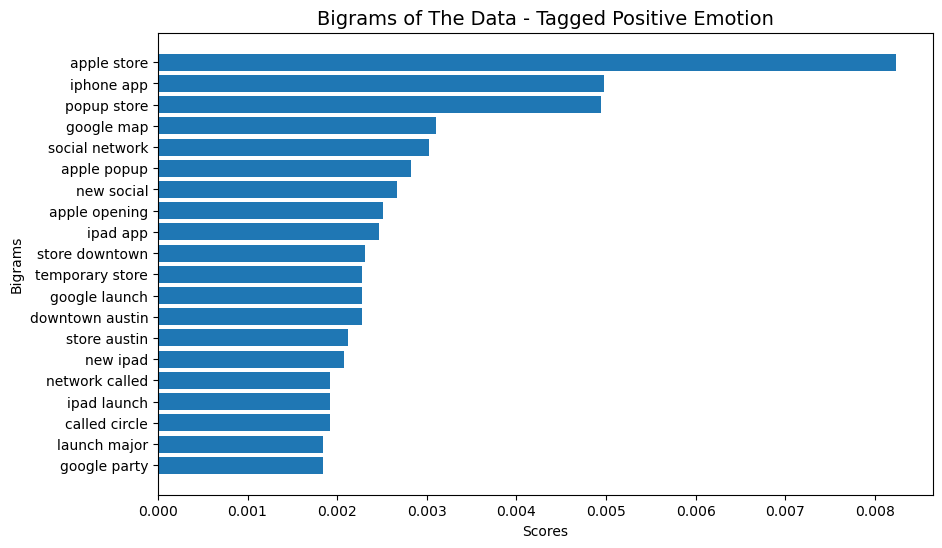 Bigrams of The Data - Tagged Positive Emotion
apple store
iphone app
popup store
google map
social network
apple popup
new social
apple opening
ipad app
store downtown
temporary store
google launch
downtown austin
store austin
new ipad
network called
ipad launch
called circle
launch major
google party
Bigrams
0.000 0.001 0.002 0.003 0.004 0.005 0.006 0.007 0.008
Scores